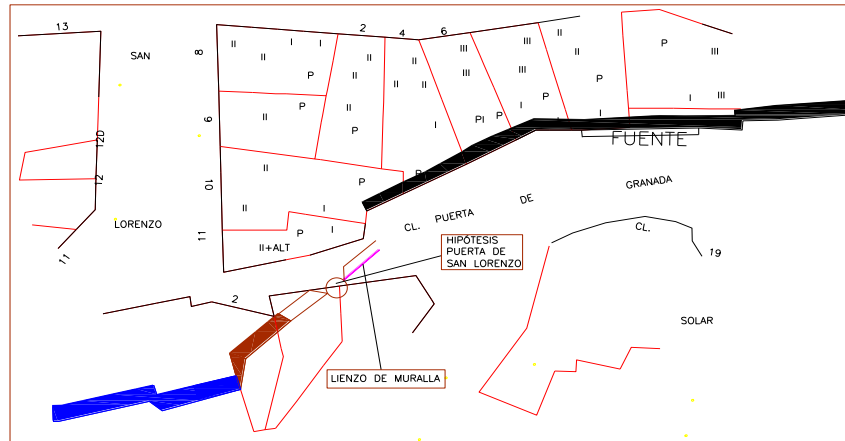 13
SAN
8
2
4
6
II
I
I
II
P
II
II
P
II
II
P
II
II
I
III
III
PI
P
III
III
I
P
II
II
P
I
P
III
III
I
FUENTE
9
II
120
12
10
II
P
II
I
P
I
II+ALT
11
LORENZO
11
CL. PUERTA DE GRANADA
HIPÓTESIS
PUERTA DE
SAN LORENZO
CL.
19
2
SOLAR
LIENZO DE MURALLA